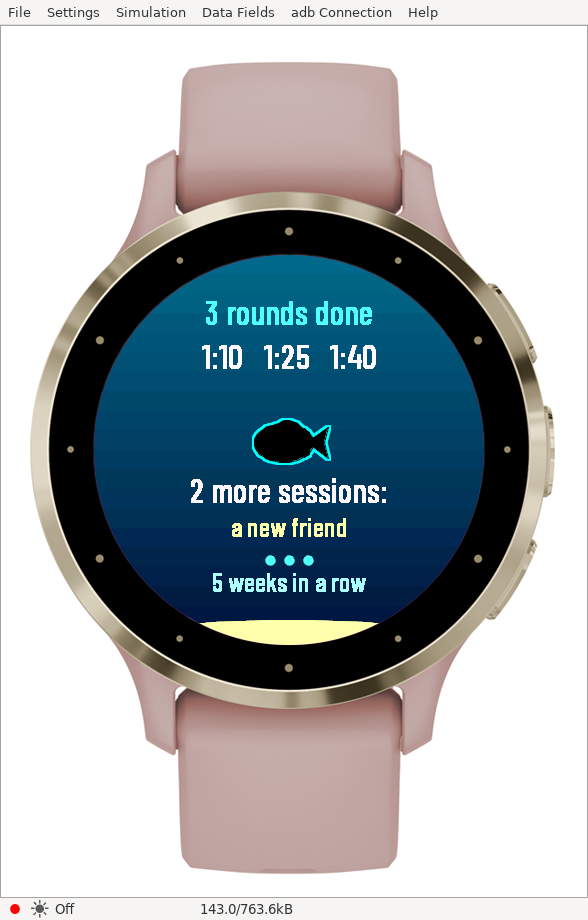 File Settings Simulation Data Fields adb Connection Help
3 rounds done
1:10 1:25 1:40
2 more sessions:
a new friend
5 weeks in a row
Off 143.0/763.6kB